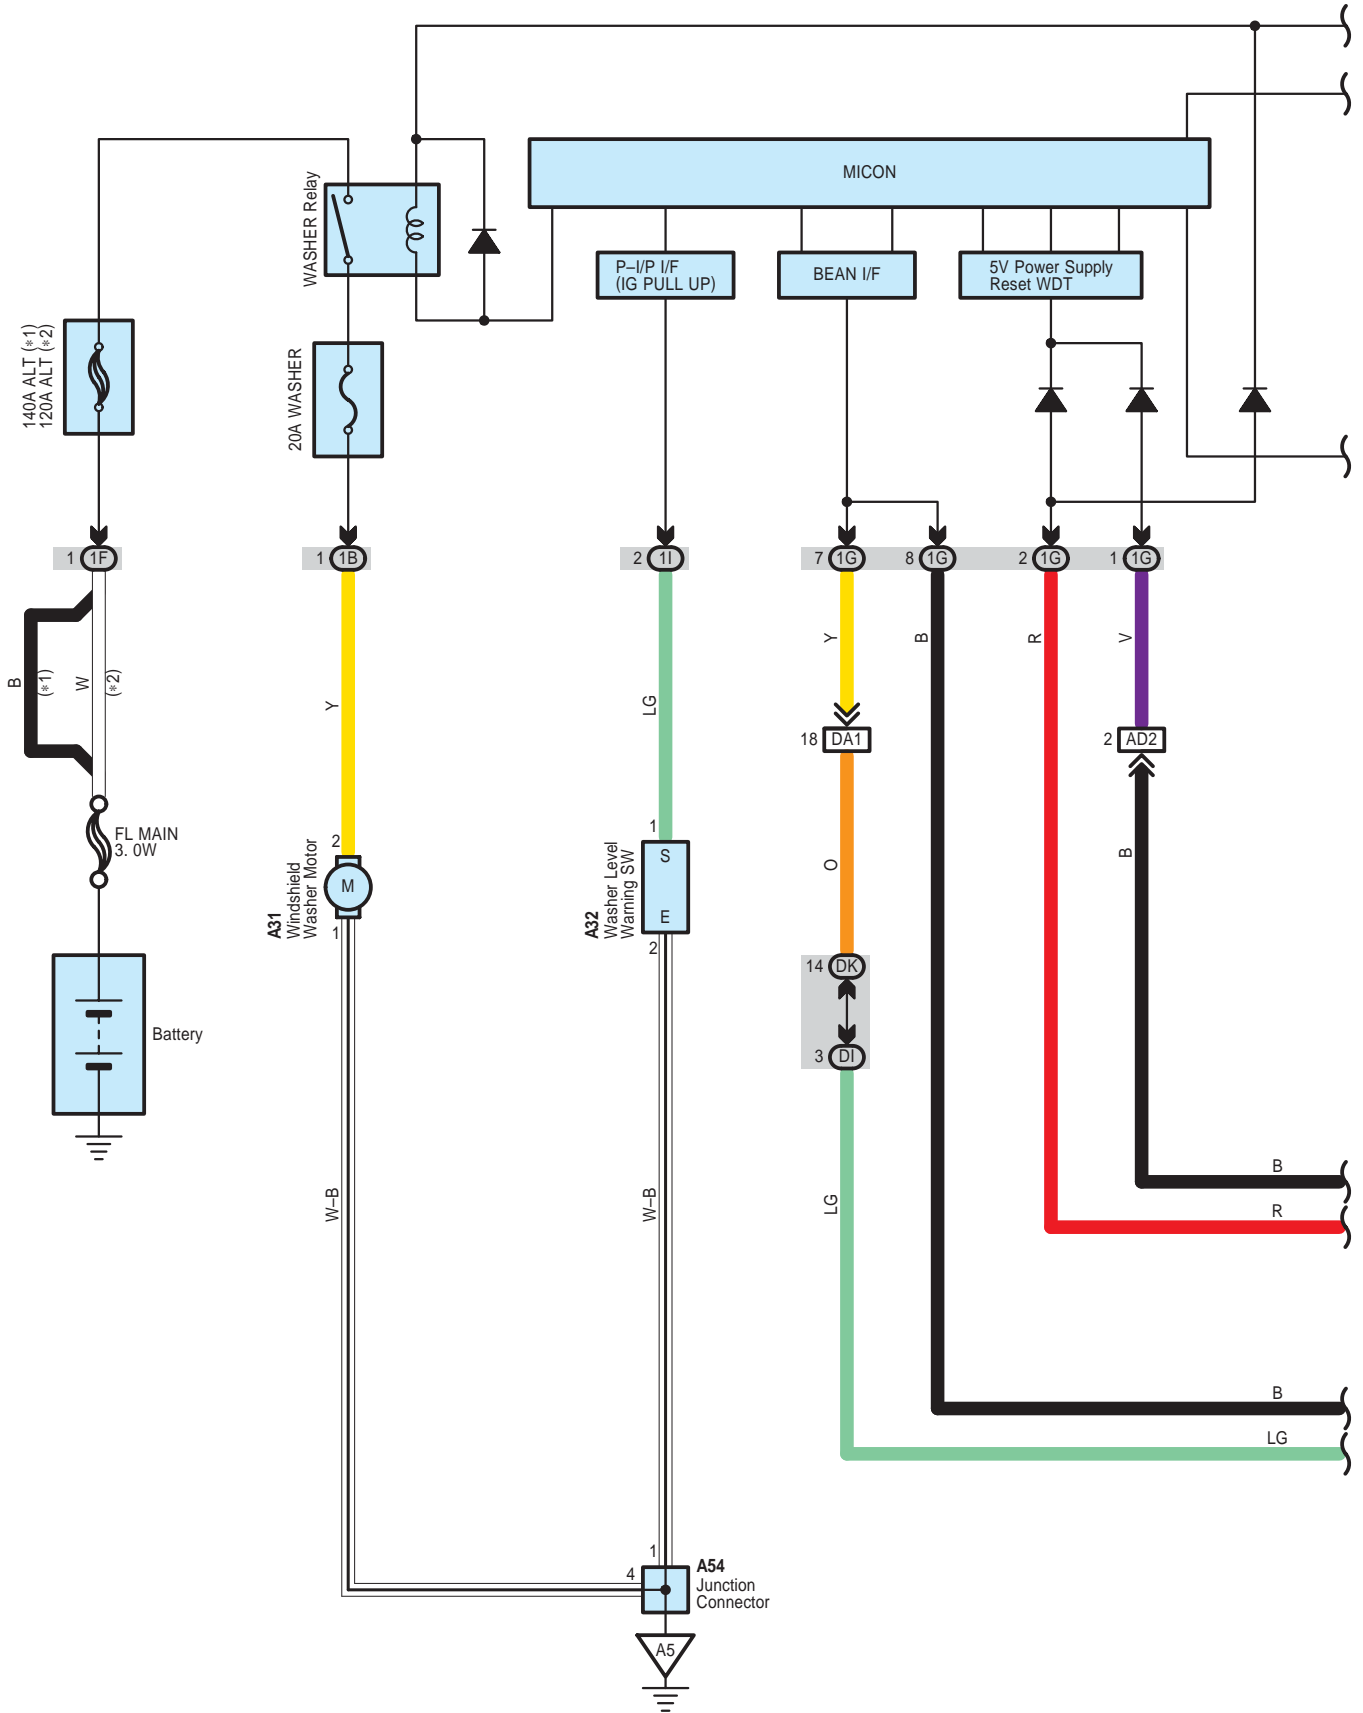 MICON
WASHER Relay
P–I/P I/F
(IG PULL UP)
BEAN I/F
5V Power Supply
Reset WDT
140A ALT (*1)
120A ALT (*2)
20A WASHER
1 1F
1 1B
2 1I
7 1G
8 1G
2 1G
1 1G
B
(*1)
W
(*2)
Y
LG
Y
B
R
V
18 DA1
2 AD2
FL MAIN
3. 0W
2
A31
Windshield
Washer Motor
M
1
1
A32
Washer Level
Warning SW
S
E
2
O
B
14 DK
3 DI
Battery
W–B
W–B
LG
B
R
B
LG
1
4
A54
Junction
Connector
A5